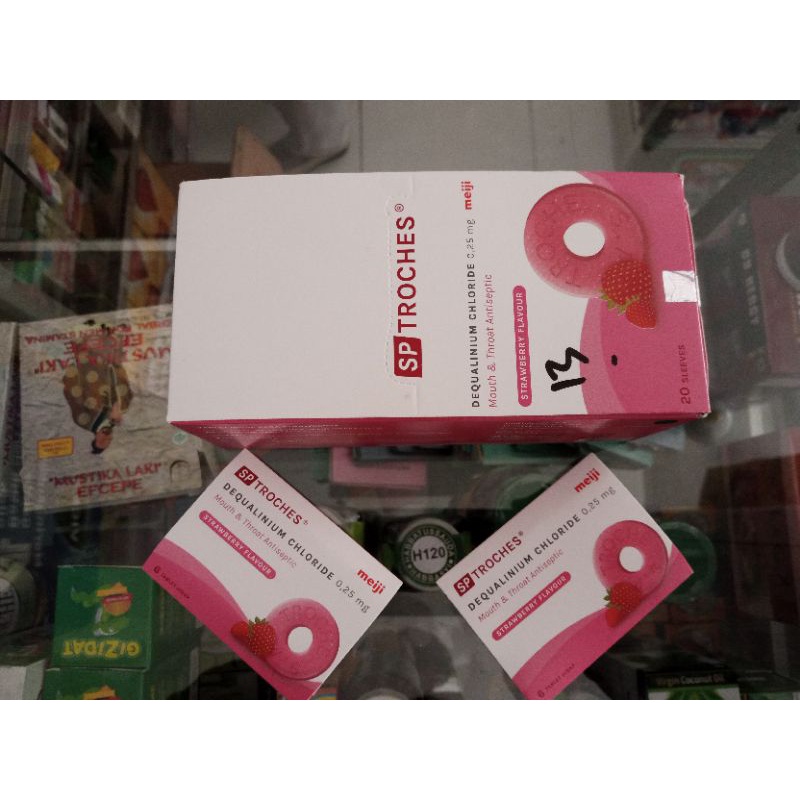 SP TROCHES®
DEQUALINIUM CHLORIDE 0,25 mg
meiji
Mouth & Throat Antiseptic
STRAWBERRY FLAVOUR
13
20 SLEEVES
SP TROCHES
DEQUALINIUM CHLORIDE 0,25 mg
meiji
Mouth & Throat Antiseptic
STRAWBERRY FLAVOUR
6
SP TROCHES®
DEQUALINIUM CHLORIDE 0,25 mg
meiji
Mouth & Throat Antiseptic
STRAWBERRY FLAVOUR
6
"MUSTIKA LAKI"
EFCEPE
H120
GiZiDAT
Virgin Coconut Oil